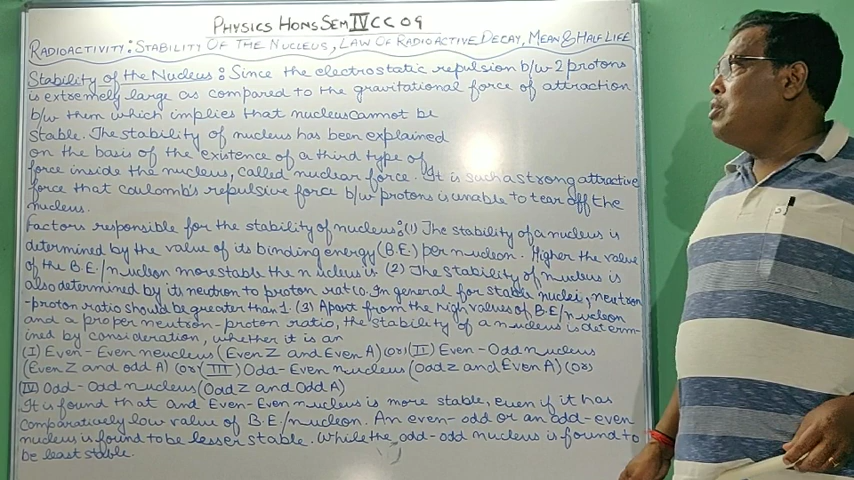 PHYSICS HONS SEM IV CC 09
RADIOACTIVITY: STABILITY OF THE NUCLEUS, LAW OF RADIOACTIVE DECAY, MEAN & HALF LIFE
Stability of the Nucleus: Since the electrostatic repulsion b/w 2 protons
is extremely large as compared to the gravitational force of attraction
b/w them which implies that nucleus cannot be
stable. The stability of nucleus has been explained
on the basis of the existence of a third type of
force inside the nucleus, called nuclear force. It is such a strong attractive
force that coulomb's repulsive force b/w protons is unable to tear off the
nucleus.
Factors responsible for the stability of nucleus: (1) The stability of a nucleus is
determined by the value of its binding energy (B.E.) per nucleon. Higher the value
of the B.E./nucleon more stable the nucleus is. (2) The stability of nucleus is
also determined by its neutron to proton ratio. In general for stable nuclei, neutron
-proton ratio should be greater than 1. (3) Apart from the high values of B.E/nucleon
and a proper neutron-proton ratio, the stability of a nucleus is determ-
ined by consideration, whether it is an
(I) Even-Even neucleus (Even Z and Even A) (or) (II) Even-Odd nucleus
(Even Z and odd A) (or) (III) Odd-Even nucleus (Odd Z and Even A) (or)
(IV) Odd-Odd nucleus (Odd Z and Odd A)
It is found that and Even-Even nucleus is more stable, even if it has
comparatively low value of B.E./nucleon. An even-odd or an odd-even
nucleus is found to be lesser stable. While the odd-odd nucleus is found to
be least stable.